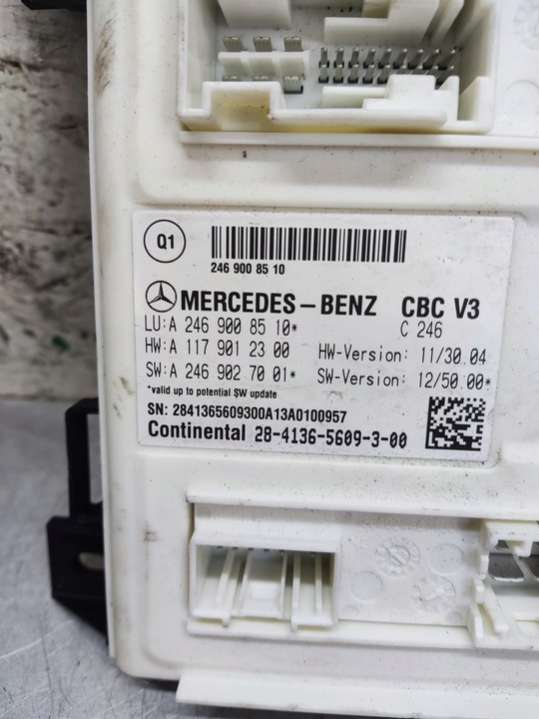 Q1
246 900 85 10
MERCEDES-BENZ CBC V3
LU: A 246 900 85 10* C 246
HW: A 117 901 23 00 HW-Version: 11/30.04
SW: A 246 902 70 01* SW-Version: 12/50.00*
*valid up to potential SW update
SN: 2841365609300A13A0100957
Continental 28-4136-5609-3-00